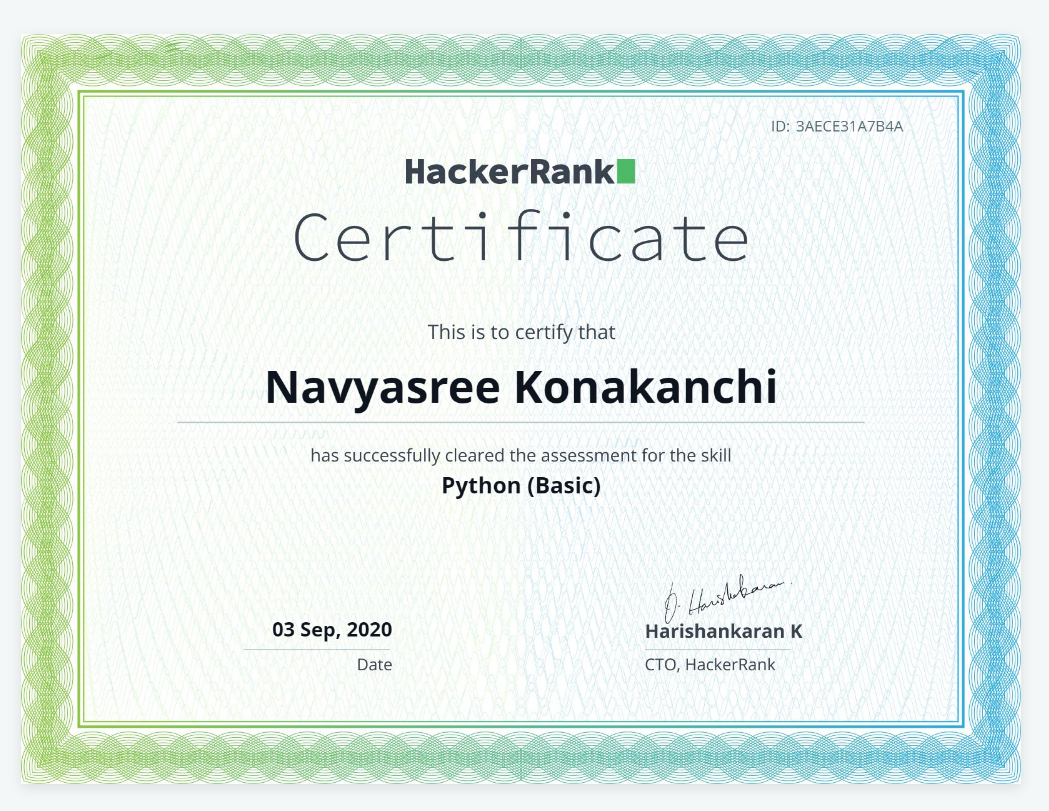 ID: 3AECE31A7B4A
HackerRank
Certificate
This is to certify that
Navyasree Konakanchi
has successfully cleared the assessment for the skill
Python (Basic)
O. Harishankaran.
03 Sep, 2020
Harishankaran K
Date
CTO, HackerRank